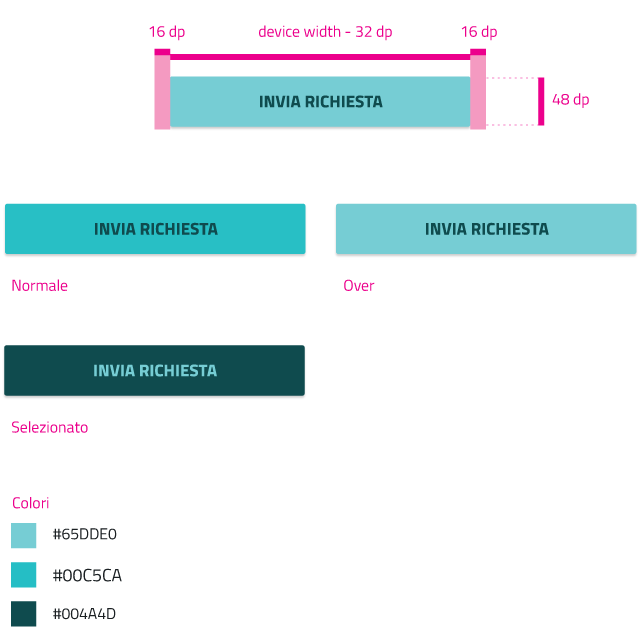 16 dp device width - 32 dp 16 dp
INVIA RICHIESTA
48 dp
INVIA RICHIESTA INVIA RICHIESTA
Normale Over
INVIA RICHIESTA
Selezionato
Colori
#65DDE0
#00C5CA
#004A4D